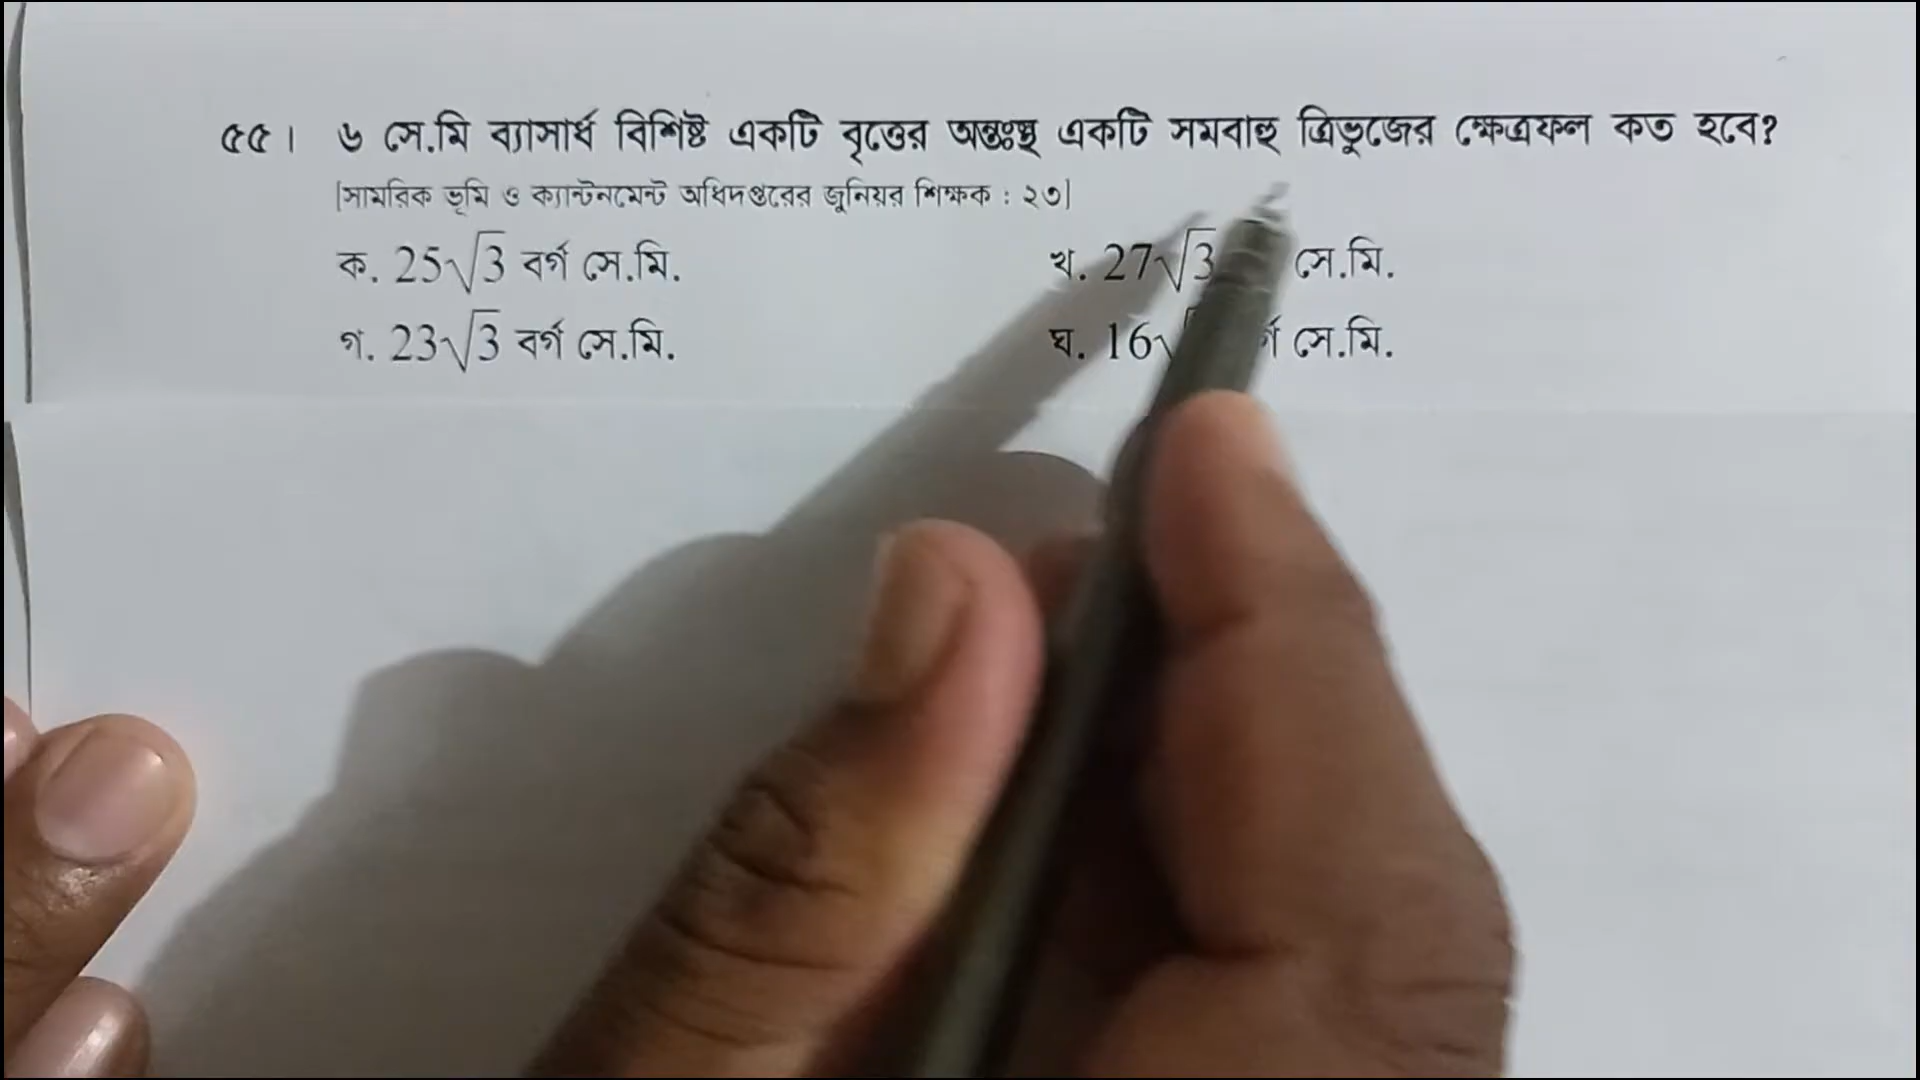 ৫৫। ৬ সে.মি ব্যাসার্ধ বিশিষ্ট একটি বৃত্তের অন্তঃস্থ একটি সমবাহু ত্রিভুজের ক্ষেত্রফল কত হবে?
[সামরিক ভূমি ও ক্যান্টনমেন্ট অধিদপ্তরের জুনিয়র শিক্ষক : ২৩]
ক. 25√3 বর্গ সে.মি. খ. 27√3 সে.মি.
গ. 23√3 বর্গ সে.মি. ঘ. 16√ সে.মি.